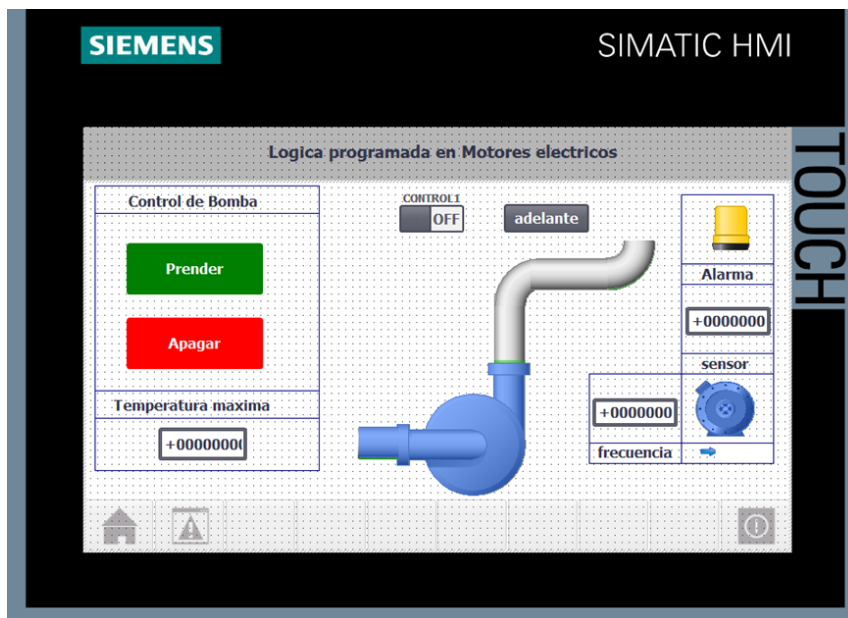 SIEMENS
SIMATIC HMI
TOUCH
Logica programada en Motores electricos
Control de Bomba
Prender
Apagar
Temperatura maxima
+0000000
CONTROL1
OFF
adelante
Alarma
+0000000
sensor
+0000000
frecuencia